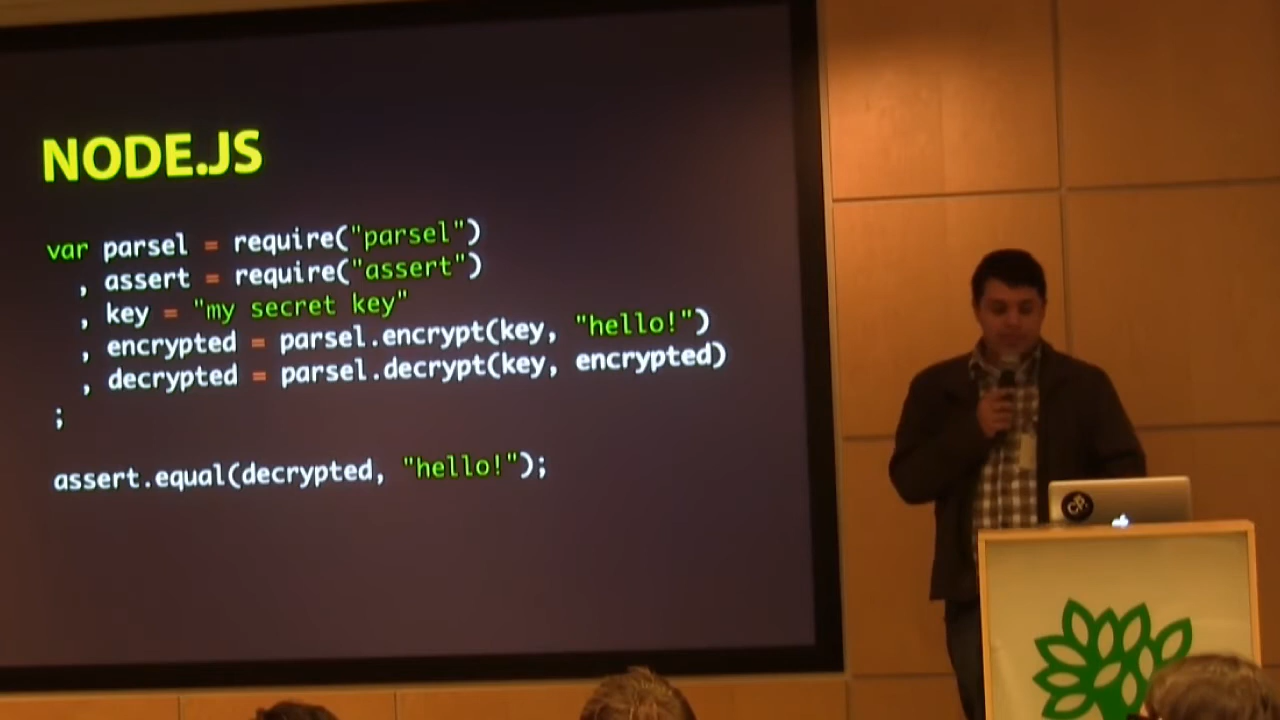 NODE.JS
var parsel = require("parsel")
  , assert = require("assert")
  , key = "my secret key"
  , encrypted = parsel.encrypt(key, "hello!")
  , decrypted = parsel.decrypt(key, encrypted)
;
assert.equal(decrypted, "hello!");